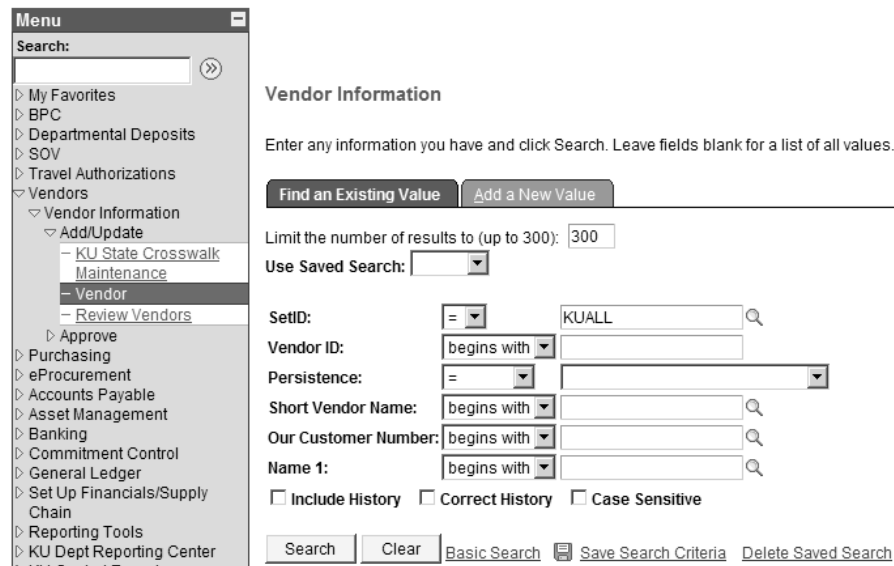 Menu
Search:
My Favorites
BPC
Departmental Deposits
SOV
Travel Authorizations
Vendors
Vendor Information
Add/Update
KU State Crosswalk
Maintenance
Vendor
Review Vendors
Approve
Purchasing
eProcurement
Accounts Payable
Asset Management
Banking
Commitment Control
General Ledger
Set Up Financials/Supply
Chain
Reporting Tools
KU Dept Reporting Center
Vendor Information
Enter any information you have and click Search. Leave fields blank for a list of all values.
Find an Existing Value Add a New Value
Limit the number of results to (up to 300): 300
Use Saved Search:
SetID: = KUALL
Vendor ID: begins with
Persistence: =
Short Vendor Name: begins with
Our Customer Number: begins with
Name 1: begins with
Include History Correct History Case Sensitive
Search Clear Basic Search Save Search Criteria Delete Saved Search